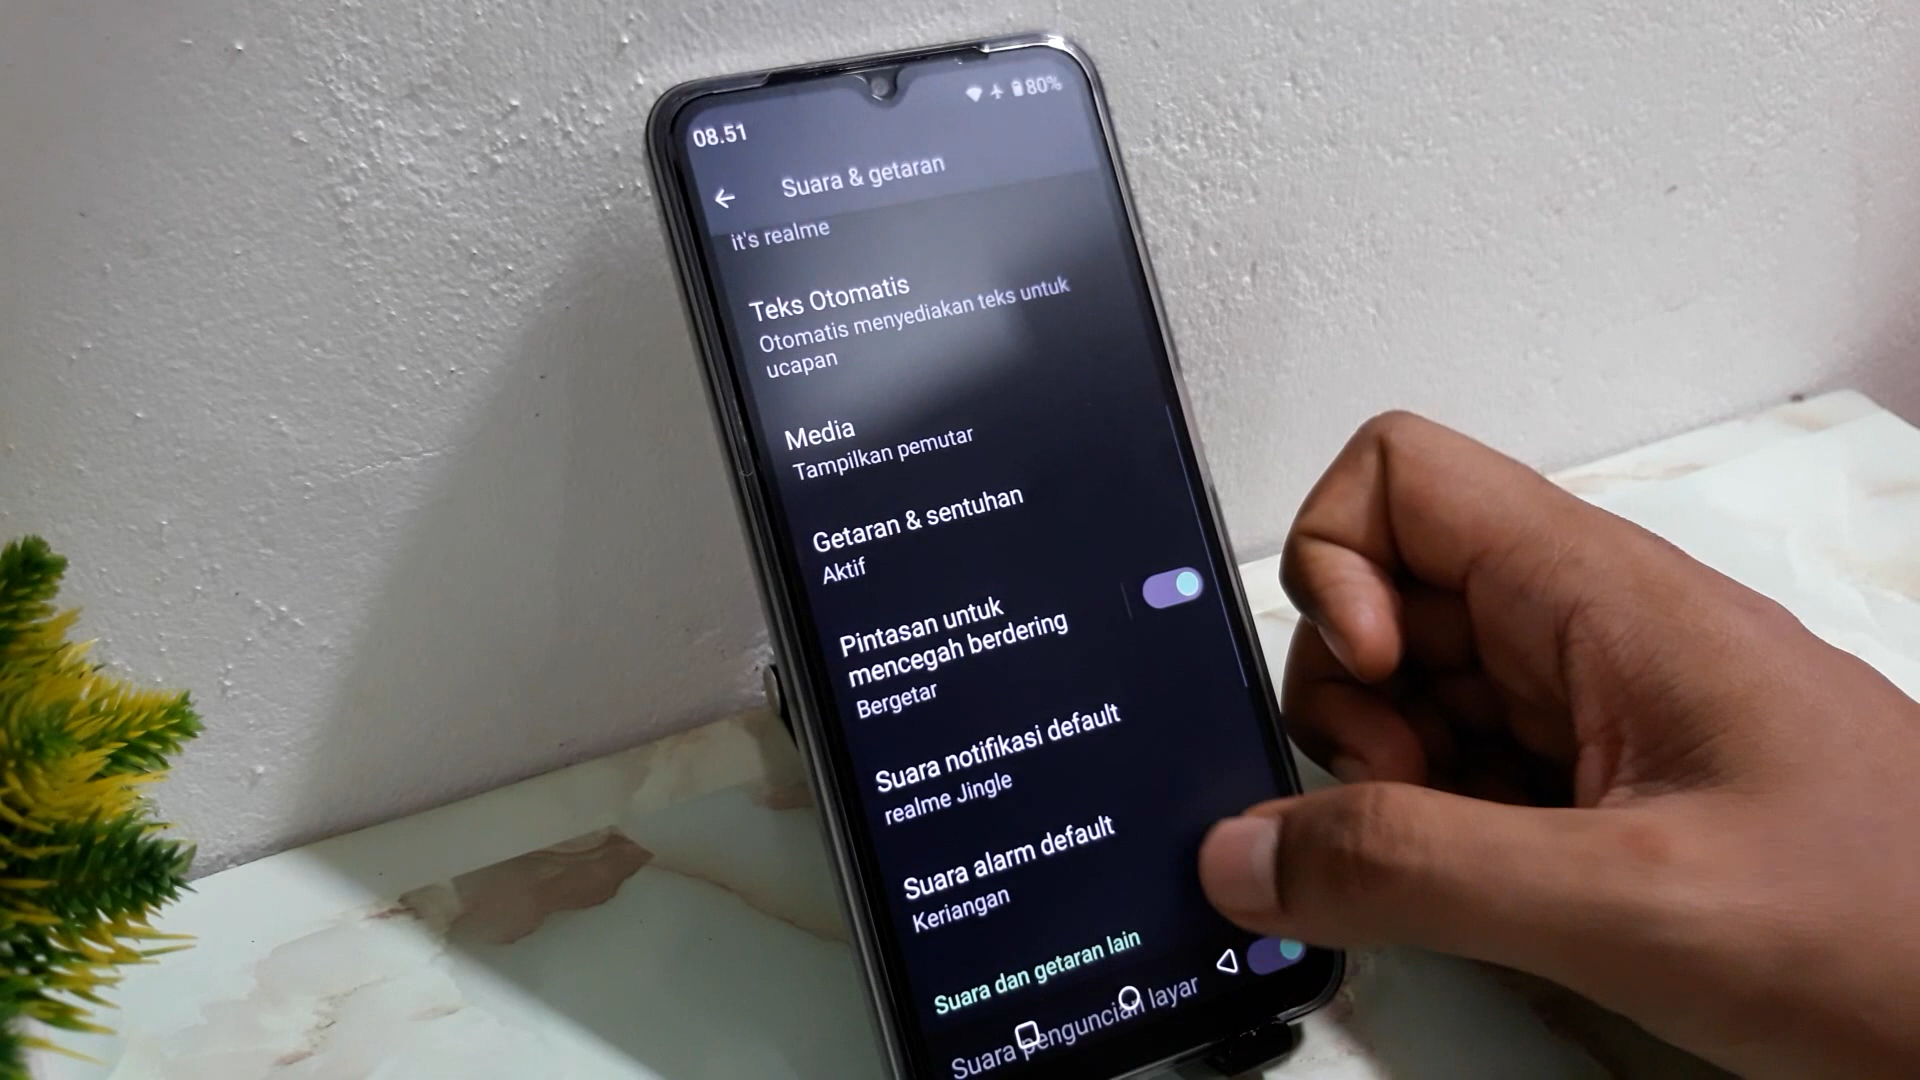 08.51
80%
Suara & getaran
it's realme
Teks Otomatis
Otomatis menyediakan teks untuk
ucapan
Media
Tampilkan pemutar
Getaran & sentuhan
Aktif
Pintasan untuk
mencegah berdering
Bergetar
Suara notifikasi default
realme Jingle
Suara alarm default
Keriangan
Suara dan getaran lain
Suara penguncian layar